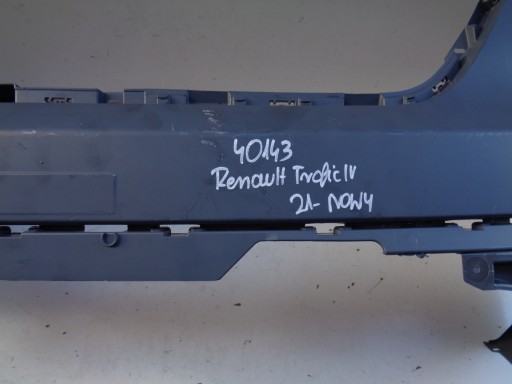 40143
Renault Trafic IV
21- NOWY